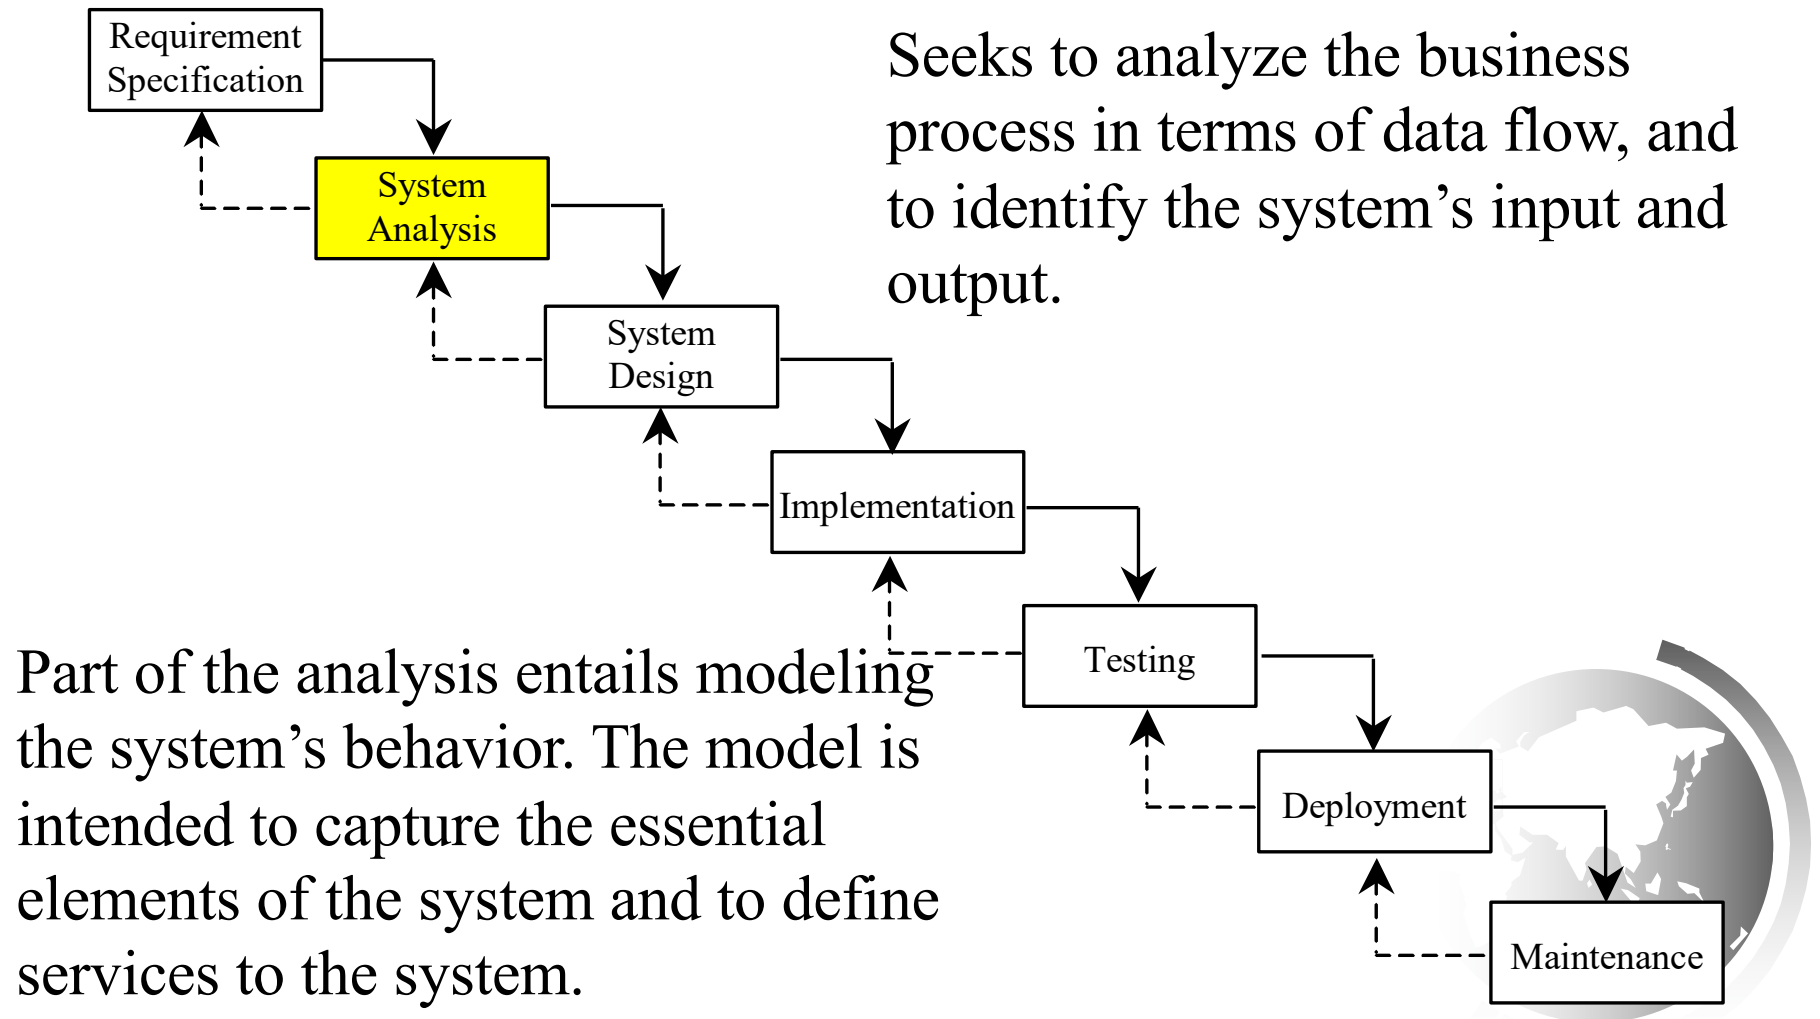 Requirement
Specification
Seeks to analyze the business
process in terms of data flow, and
to identify the system’s input and
output.
System
Analysis
System
Design
Implementation
Testing
Part of the analysis entails modeling
the system’s behavior. The model is
intended to capture the essential
elements of the system and to define
services to the system.
Deployment
Maintenance